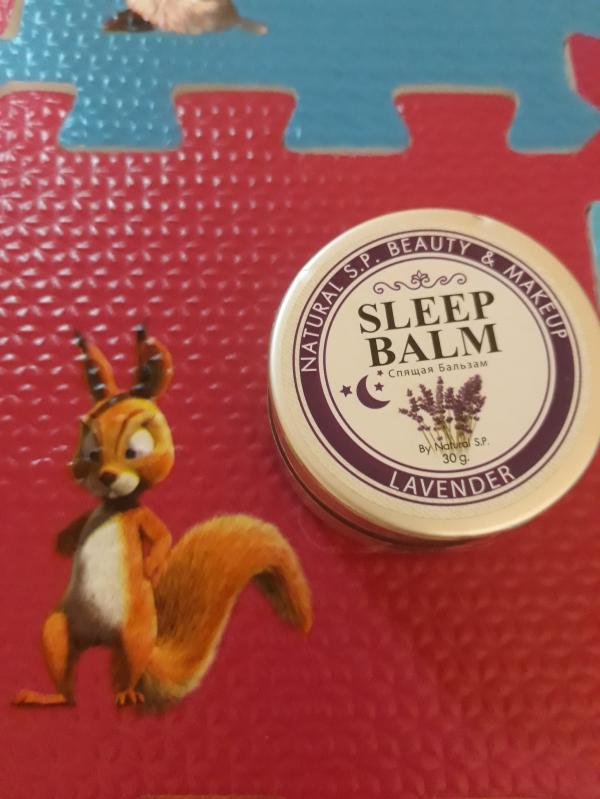 NATURAL S.P. BEAUTY & MAKEUP
SLEEP
BALM
Спящая Бальзам
By Natural S.P.
30 g.
LAVENDER